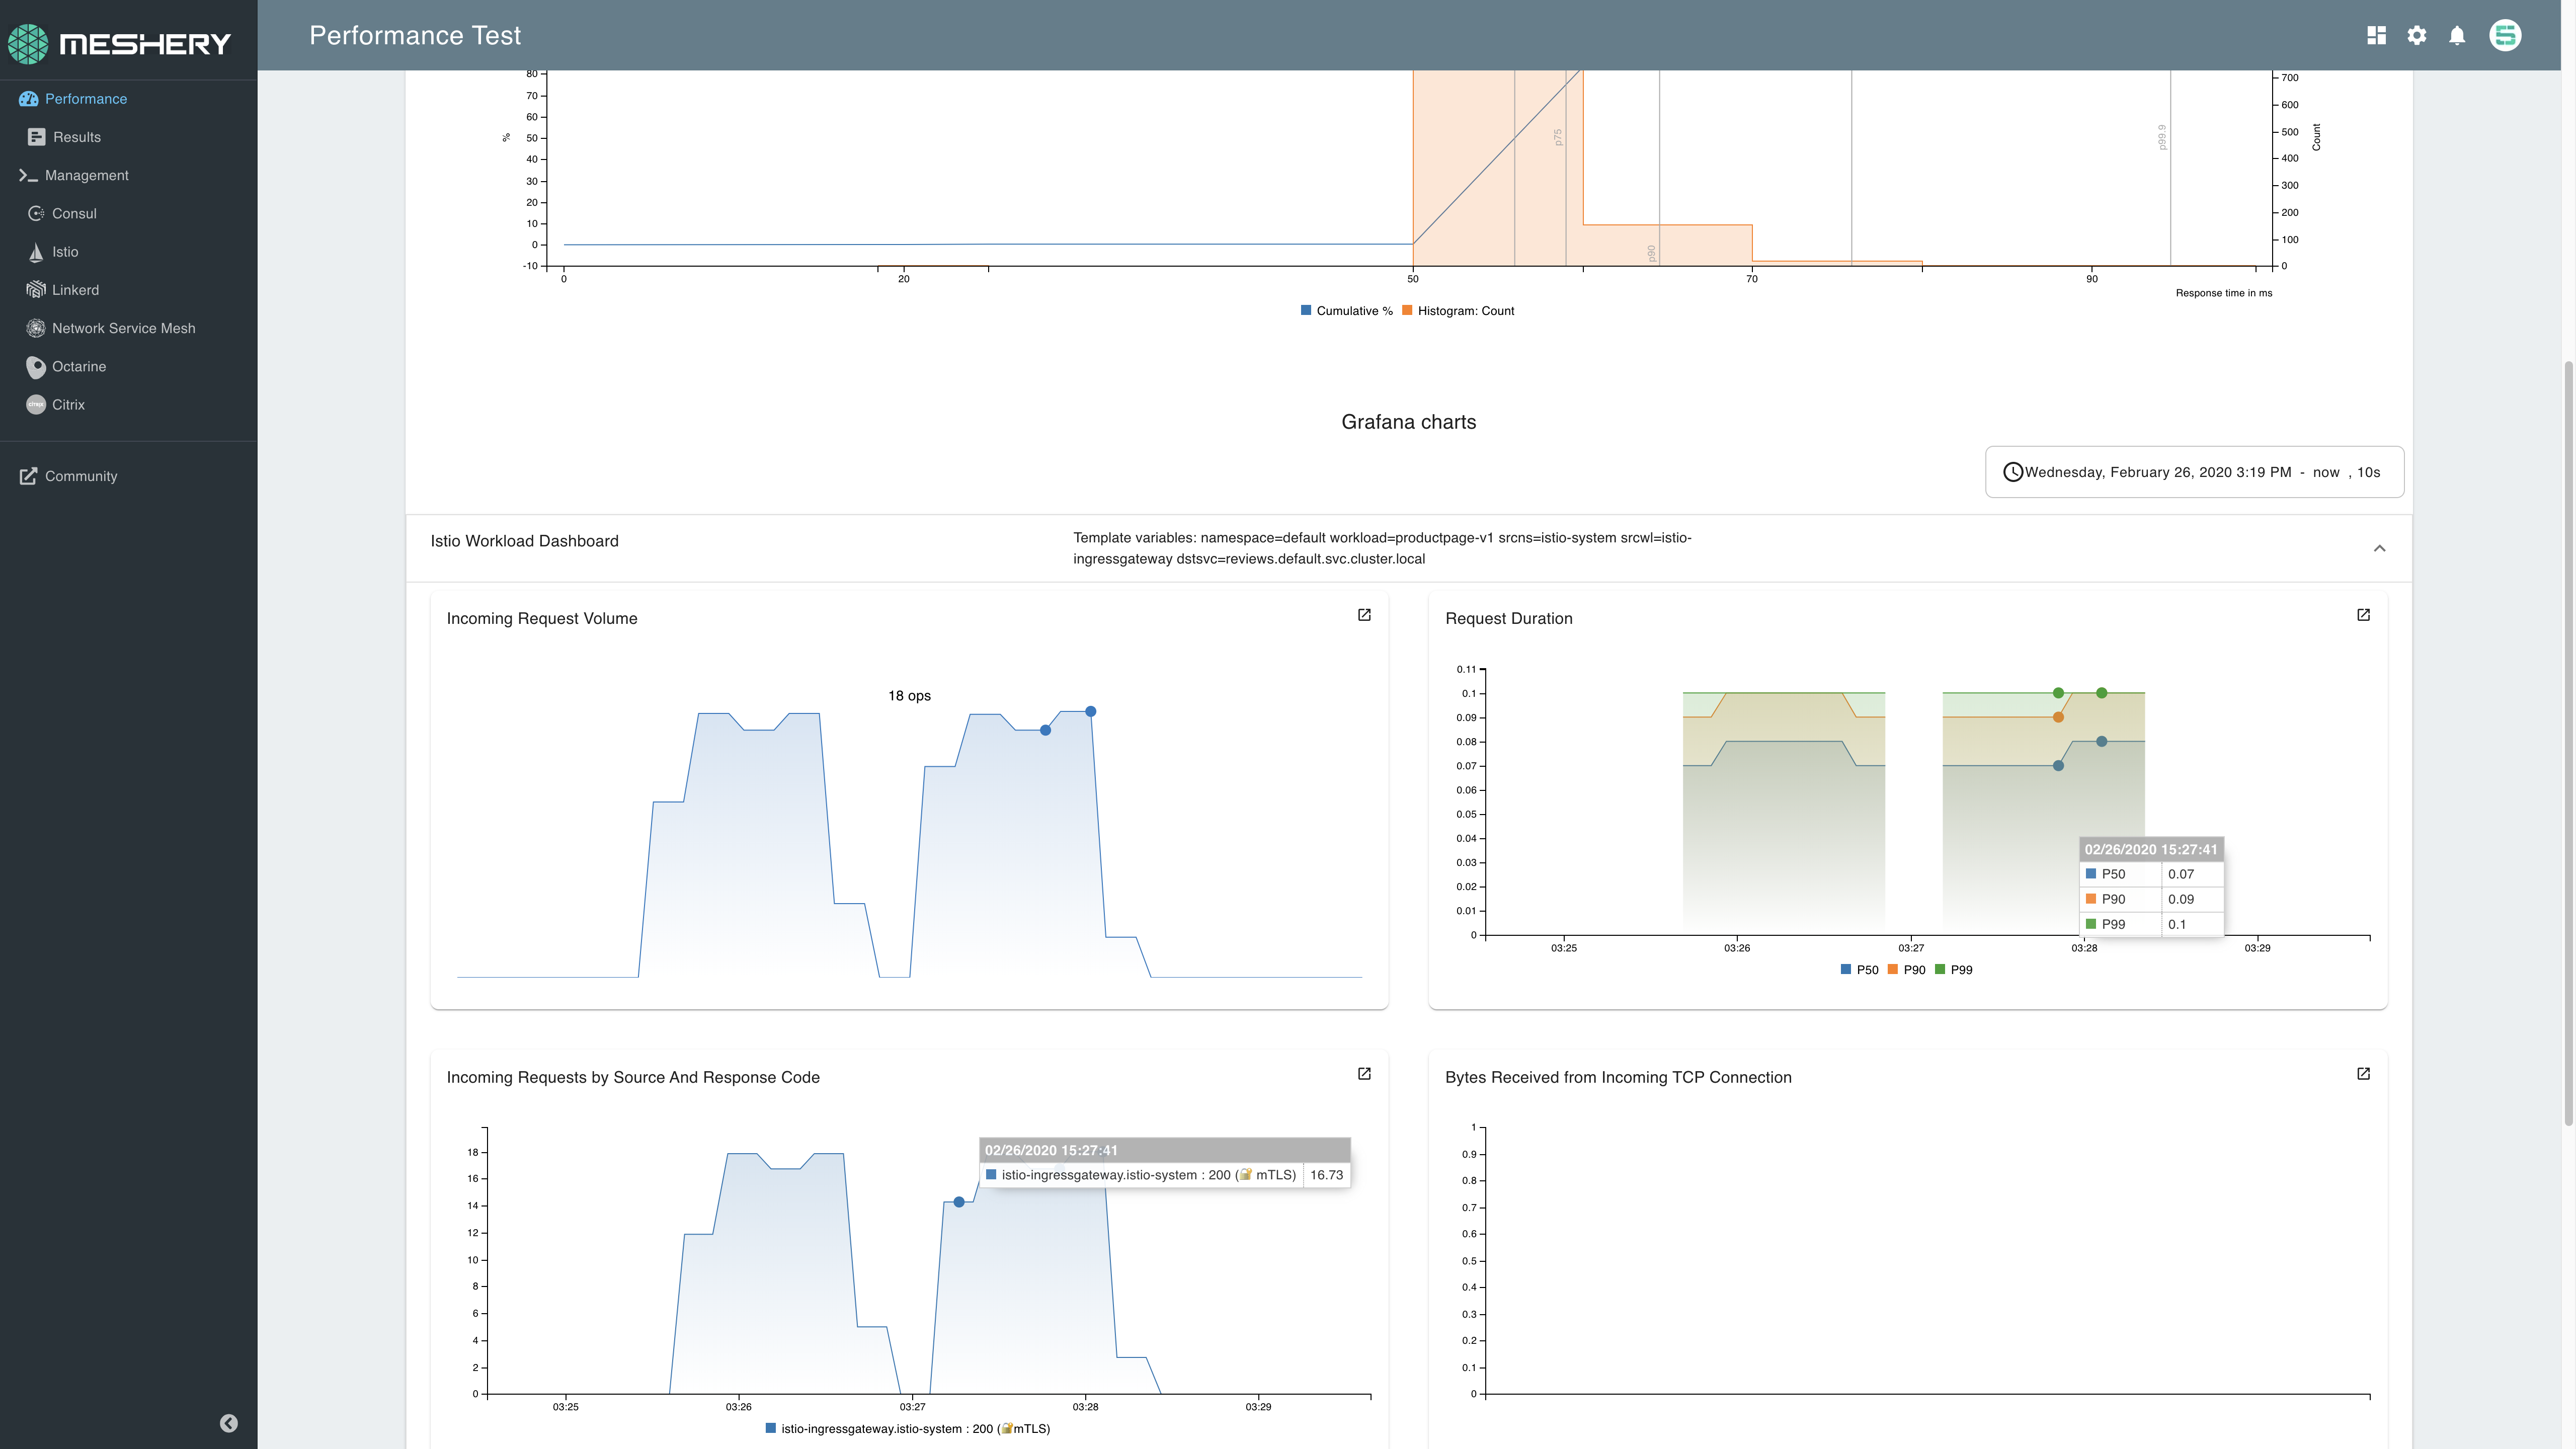 MESHERY
Performance Test
Performance
Results
Management
Consul
Istio
Linkerd
Network Service Mesh
Octarine
citrix
Citrix
Community
80
70
60
50
40
30
20
10
0
-10
%
p75
p90
p99.9
700
600
500
400
300
200
100
0
Count
0
20
50
70
90
Response time in ms
Cumulative %
Histogram: Count
Grafana charts
Wednesday, February 26, 2020 3:19 PM - now , 10s
Istio Workload Dashboard
Template variables: namespace=default workload=productpage-v1 srcns=istio-system srcwl=istio-
ingressgateway dstsvc=reviews.default.svc.cluster.local
Incoming Request Volume
18 ops
Request Duration
0.11
0.1
0.09
0.08
0.07
0.06
0.05
0.04
0.03
0.02
0.01
0
02/26/2020 15:27:41
P50 0.07
P90 0.09
P99 0.1
03:25
03:26
03:27
03:28
03:29
P50 P90 P99
Incoming Requests by Source And Response Code
18
16
14
12
10
8
6
4
2
0
02/26/2020 15:27:41
istio-ingressgateway.istio-system : 200 (🔐 mTLS) 16.73
03:25
03:26
03:27
03:28
03:29
istio-ingressgateway.istio-system : 200 (🔐mTLS)
Bytes Received from Incoming TCP Connection
1
0.9
0.8
0.7
0.6
0.5
0.4
0.3
0.2
0.1
0